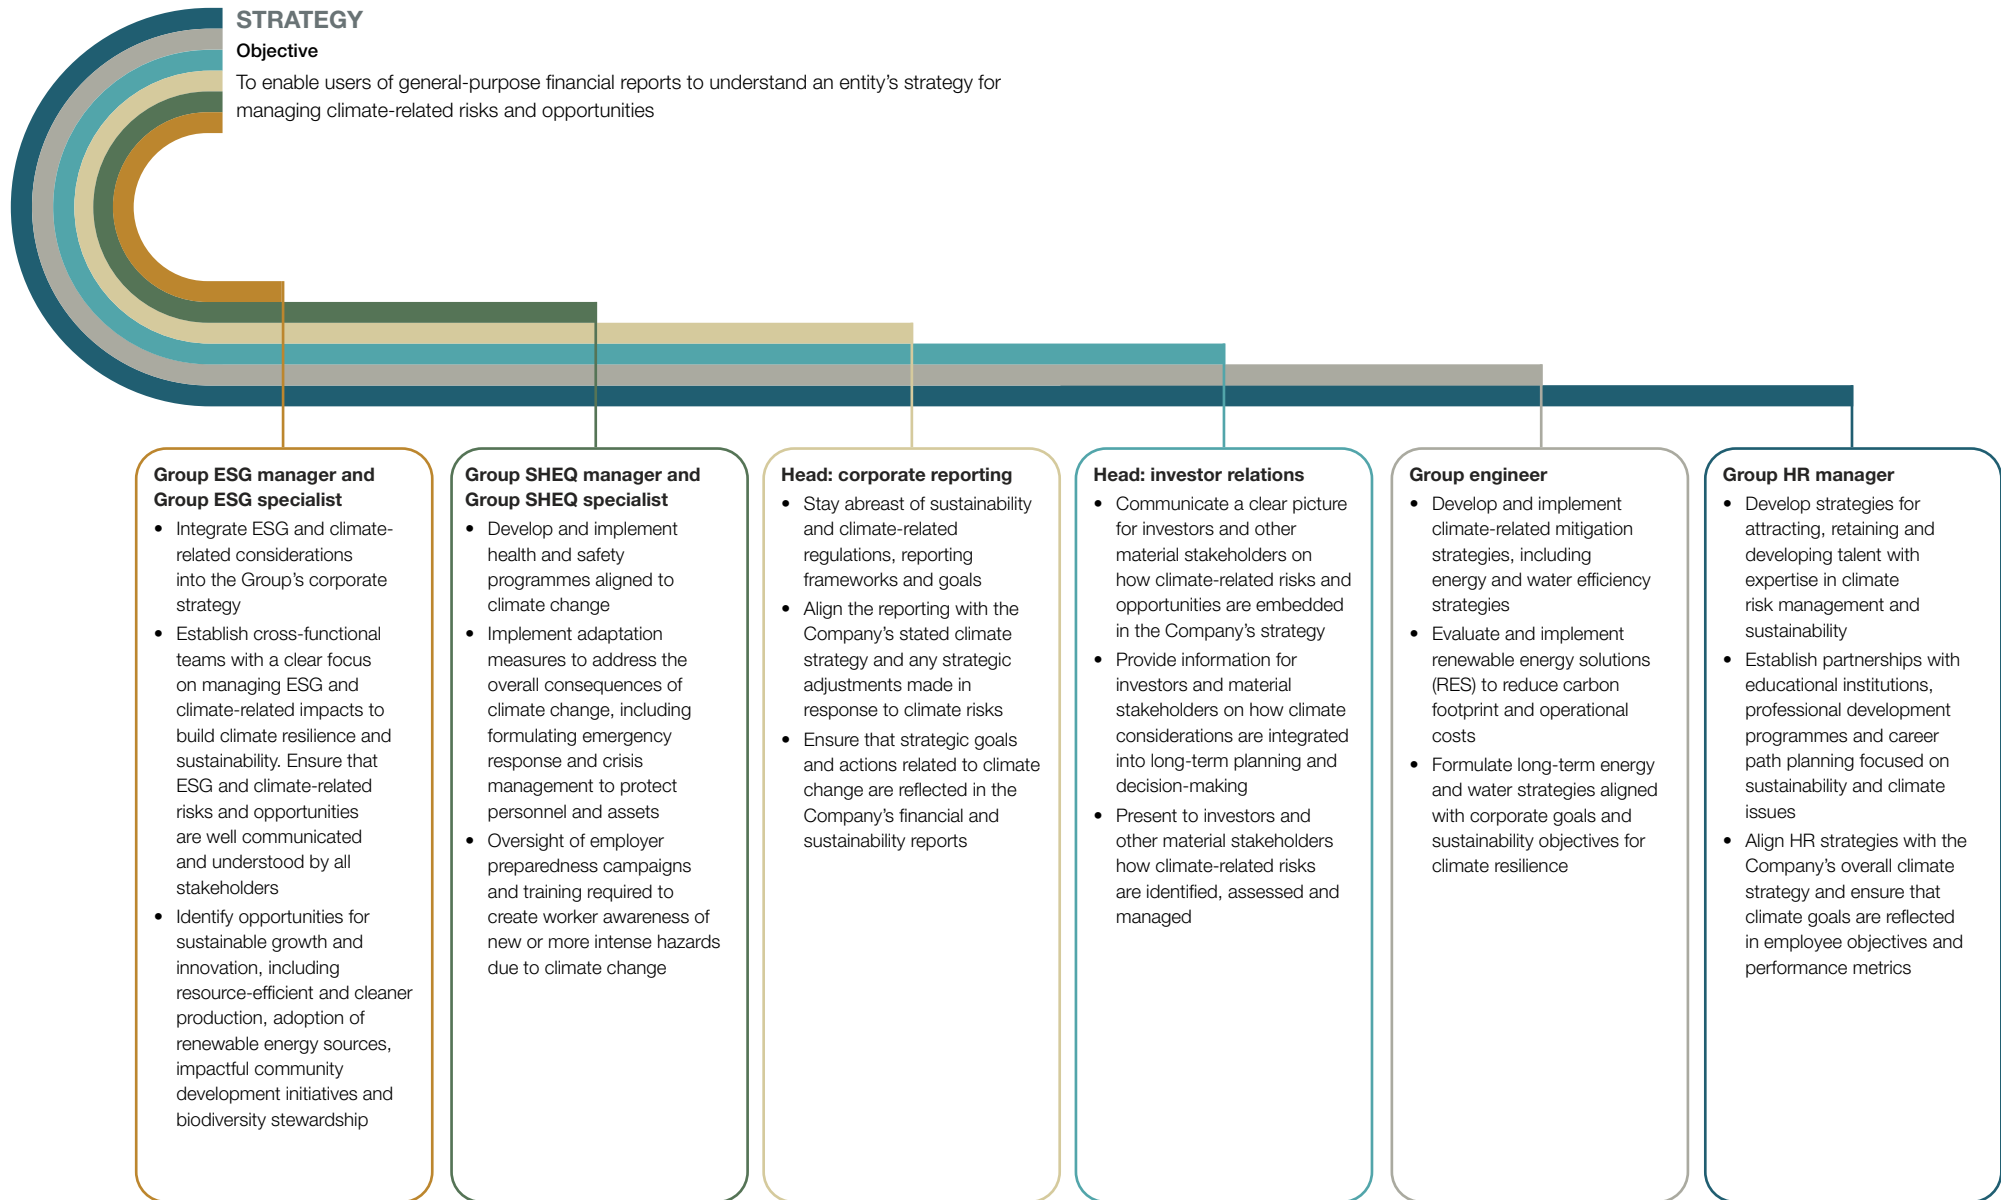 STRATEGY
Objective
To enable users of general-purpose financial reports to understand an entity's strategy for
managing climate-related risks and opportunities
Group ESG manager and
Group ESG specialist
• Integrate ESG and climate-
related considerations
into the Group's corporate
strategy
• Establish cross-functional
teams with a clear focus
on managing ESG and
climate-related impacts to
build climate resilience and
sustainability. Ensure that
ESG and climate-related
risks and opportunities
are well communicated
and understood by all
stakeholders
• Identify opportunities for
sustainable growth and
innovation, including
resource-efficient and cleaner
production, adoption of
renewable energy sources,
impactful community
development initiatives and
biodiversity stewardship
Group SHEQ manager and
Group SHEQ specialist
• Develop and implement
health and safety
programmes aligned to
climate change
• Implement adaptation
measures to address the
overall consequences of
climate change, including
formulating emergency
response and crisis
management to protect
personnel and assets
• Oversight of employer
preparedness campaigns
and training required to
create worker awareness of
new or more intense hazards
due to climate change
Head: corporate reporting
• Stay abreast of sustainability
and climate-related
regulations, reporting
frameworks and goals
• Align the reporting with the
Company's stated climate
strategy and any strategic
adjustments made in
response to climate risks
• Ensure that strategic goals
and actions related to climate
change are reflected in the
Company's financial and
sustainability reports
Head: investor relations
• Communicate a clear picture
for investors and other
material stakeholders on
how climate-related risks and
opportunities are embedded
in the Company's strategy
• Provide information for
investors and material
stakeholders on how climate
considerations are integrated
into long-term planning and
decision-making
• Present to investors and
other material stakeholders
how climate-related risks
are identified, assessed and
managed
Group engineer
• Develop and implement
climate-related mitigation
strategies, including
energy and water efficiency
strategies
• Evaluate and implement
renewable energy solutions
(RES) to reduce carbon
footprint and operational
costs
• Formulate long-term energy
and water strategies aligned
with corporate goals and
sustainability objectives for
climate resilience
Group HR manager
• Develop strategies for
attracting, retaining and
developing talent with
expertise in climate
risk management and
sustainability
• Establish partnerships with
educational institutions,
professional development
programmes and career
path planning focused on
sustainability and climate
issues
• Align HR strategies with the
Company's overall climate
strategy and ensure that
climate goals are reflected
in employee objectives and
performance metrics